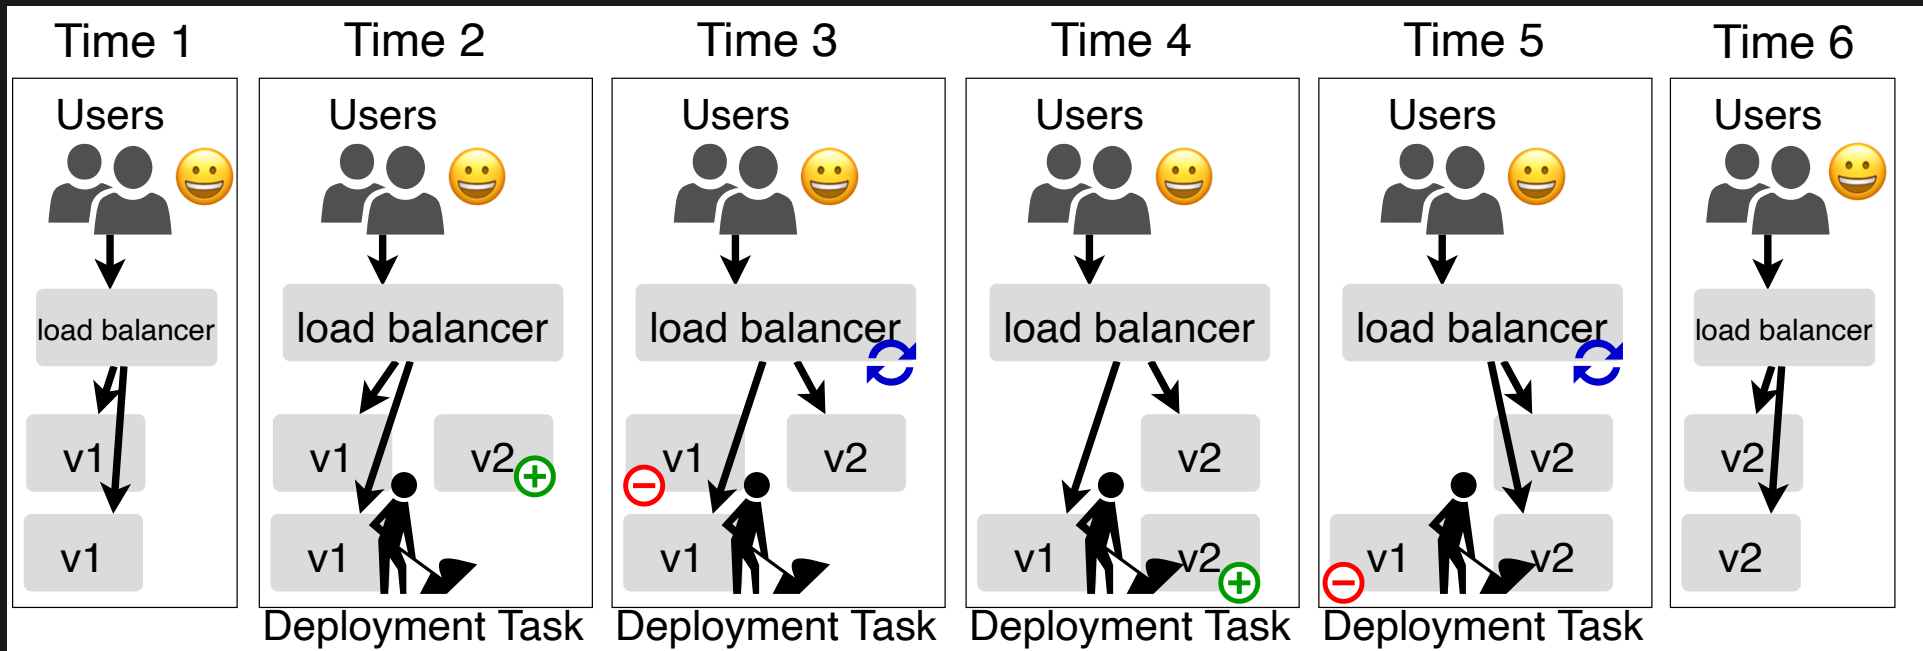 Time 1
Users
load balancer
v1
v1
Time 2
Users
load balancer
v1 v2
v1
Deployment Task
Time 3
Users
load balancer
v1 v2
v1
Deployment Task
Time 4
Users
load balancer
v2
v1 v2
Deployment Task
Time 5
Users
load balancer
v2
v1 v2
Deployment Task
Time 6
Users
load balancer
v2
v2